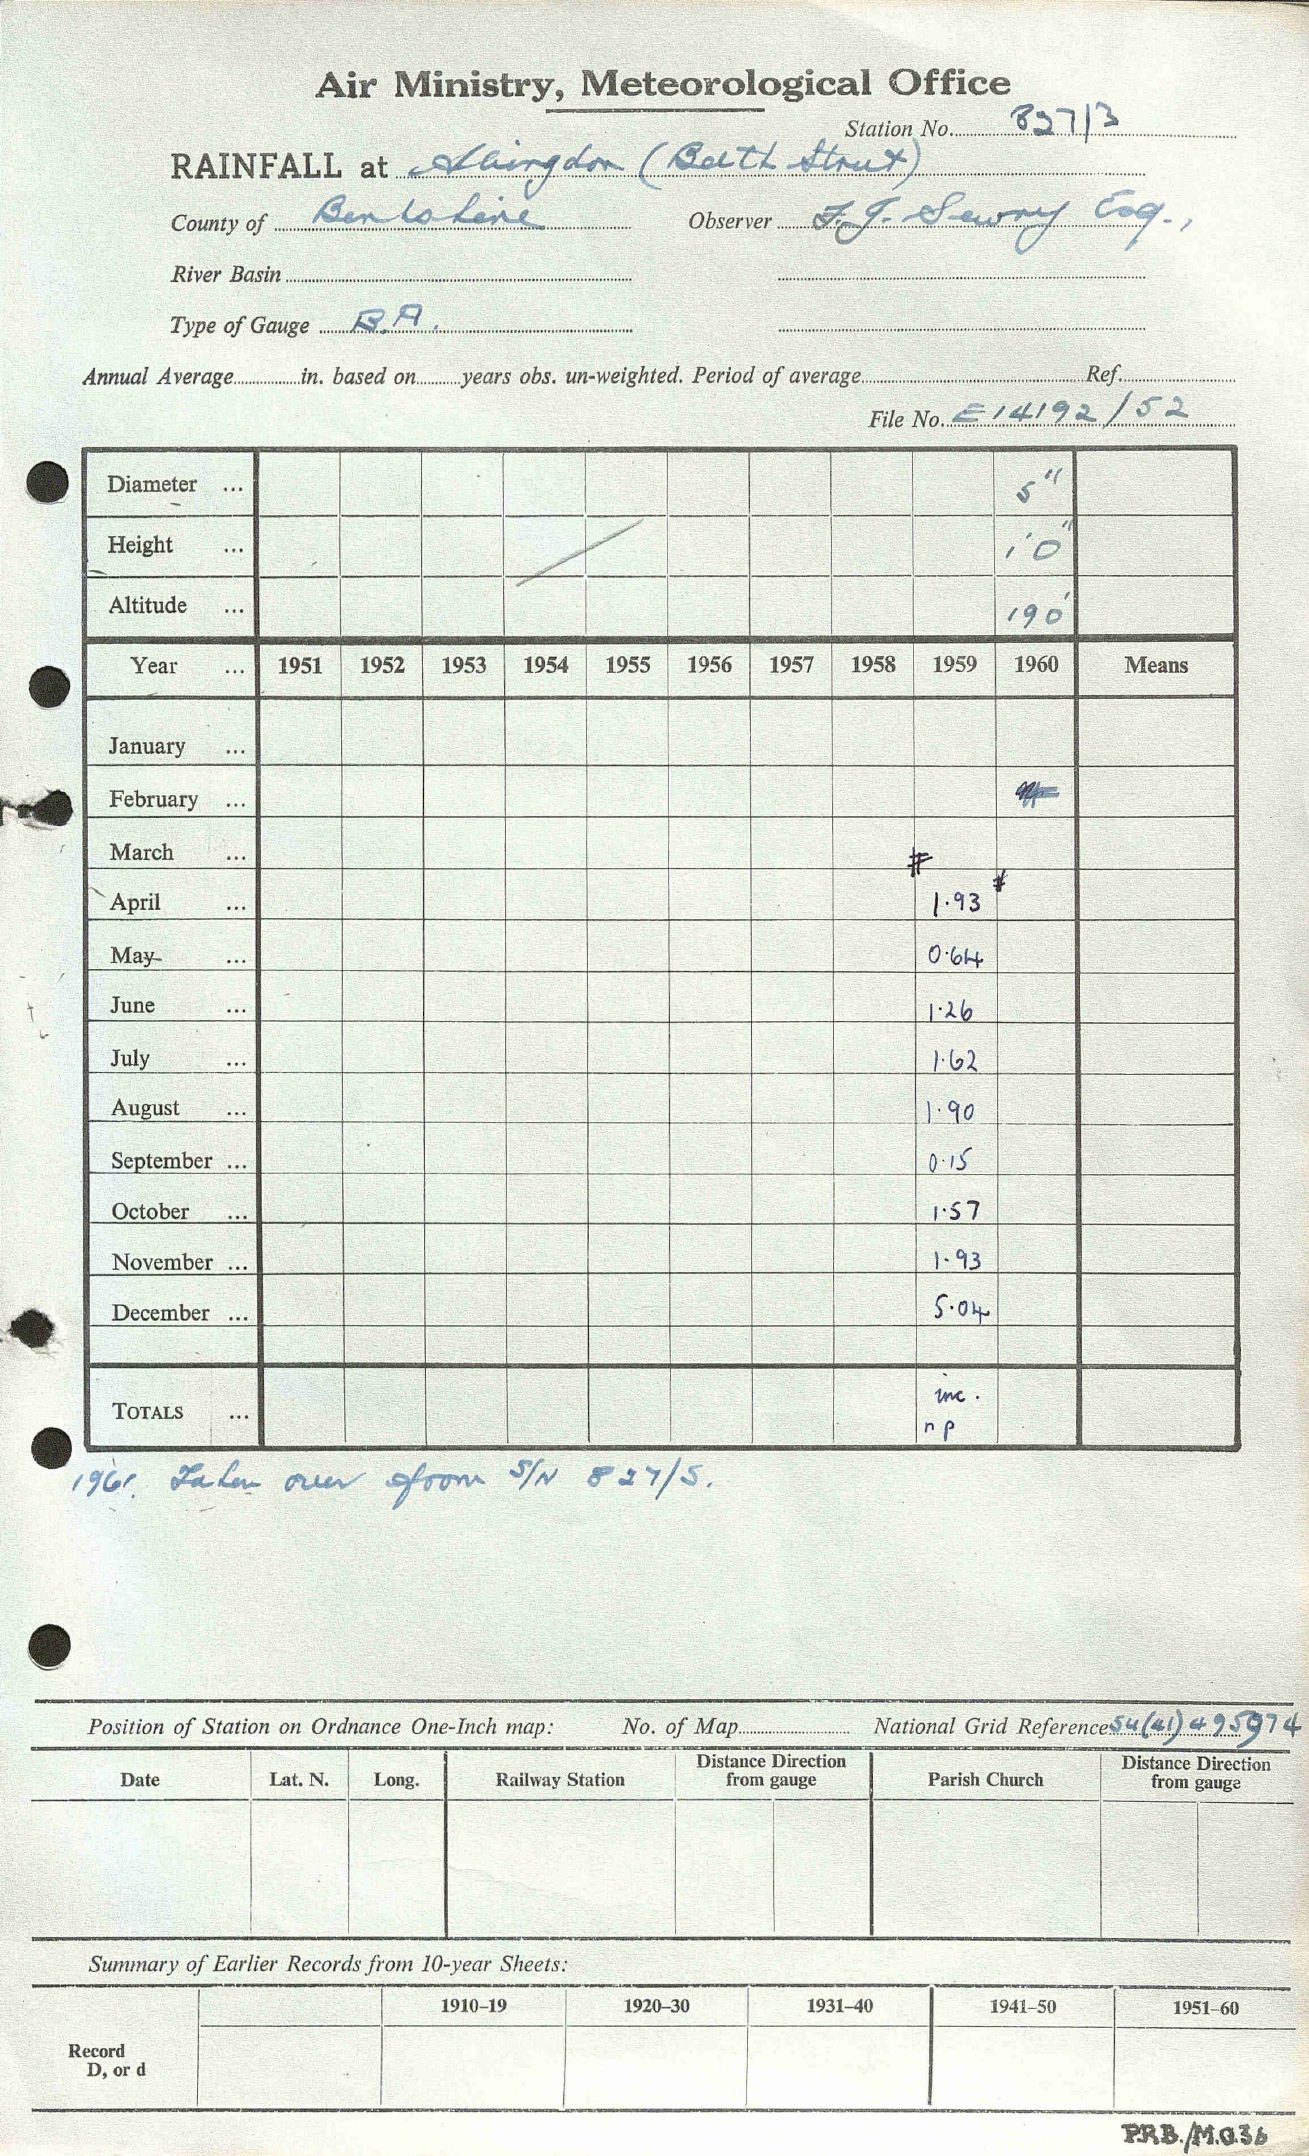 Air Ministry, Meteorological Office
Station No. 827/3
RAINFALL at Abingdon (Bath Street)
County of Berkshire Observer F.J. Sewry Esq.,
River Basin
Type of Gauge B.A.
Annual Average in. based on years obs. un-weighted. Period of average Ref.
File No. E14192/52
Diameter ... 5"
Height ... 1'0"
Altitude ... 190'
Year ... 1951 1952 1953 1954 1955 1956 1957 1958 1959 1960 Means
January ...
February ...
March ... #
April ... 1.93 #
May ... 0.64
June ... 1.26
July ... 1.62
August ... 1.90
September ... 0.15
October ... 1.57
November ... 1.93
December ... 5.04
TOTALS ... inc.
n p
1961. Taken over from S/N 827/5.
Position of Station on Ordnance One-Inch map: No. of Map National Grid Reference SU(41) 495974
Date Lat. N. Long. Railway Station Distance Direction from gauge Parish Church Distance Direction from gauge
Summary of Earlier Records from 10-year Sheets:
1910–19 1920–30 1931–40 1941–50 1951–60
Record
D, or d
P.R.B./M.O.36